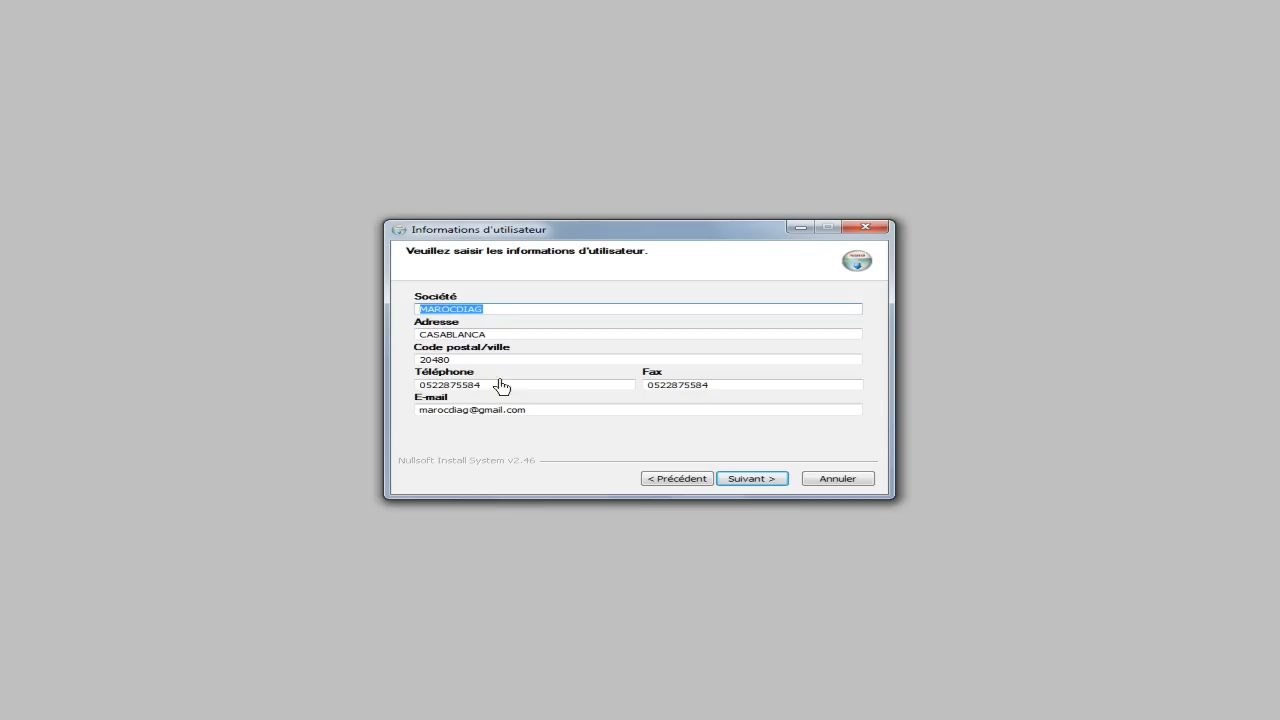 Informations d'utilisateur
Veuillez saisir les informations d'utilisateur.
Société
MAROCDIAG
Adresse
CASABLANCA
Code postal/ville
20480
Téléphone Fax
0522875584 0522875584
E-mail
marocdiag@gmail.com
Nullsoft Install System v2.46
< Précédent Suivant > Annuler